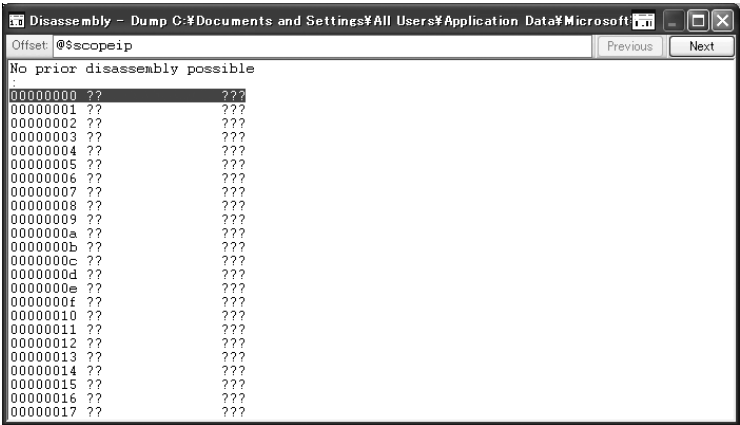 Disassembly - Dump C:¥Documents and Settings¥All Users¥Application Data¥Microsoft
Offset: @$scopeip Previous Next
No prior disassembly possible
:
00000000 ?? ???
00000001 ?? ???
00000002 ?? ???
00000003 ?? ???
00000004 ?? ???
00000005 ?? ???
00000006 ?? ???
00000007 ?? ???
00000008 ?? ???
00000009 ?? ???
0000000a ?? ???
0000000b ?? ???
0000000c ?? ???
0000000d ?? ???
0000000e ?? ???
0000000f ?? ???
00000010 ?? ???
00000011 ?? ???
00000012 ?? ???
00000013 ?? ???
00000014 ?? ???
00000015 ?? ???
00000016 ?? ???
00000017 ?? ???